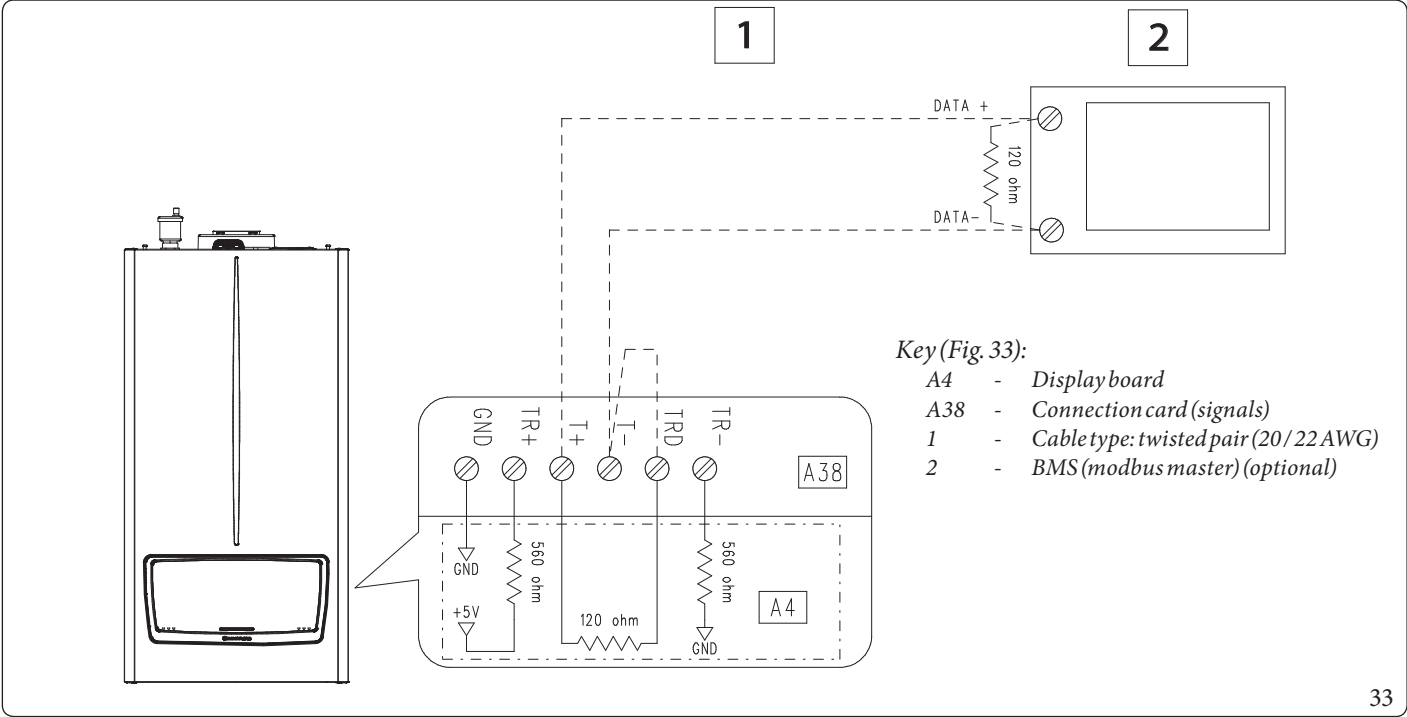 1
2
DATA +
120 ohm
DATA-
Key (Fig. 33):
A4 - Display board
A38 - Connection card (signals)
1 - Cable type: twisted pair (20 / 22 AWG)
2 - BMS (modbus master) (optional)
GND TR+ T+ T- TRD TR-
A38
GND
560 ohm
560 ohm
+5V
120 ohm
A4
GND
33